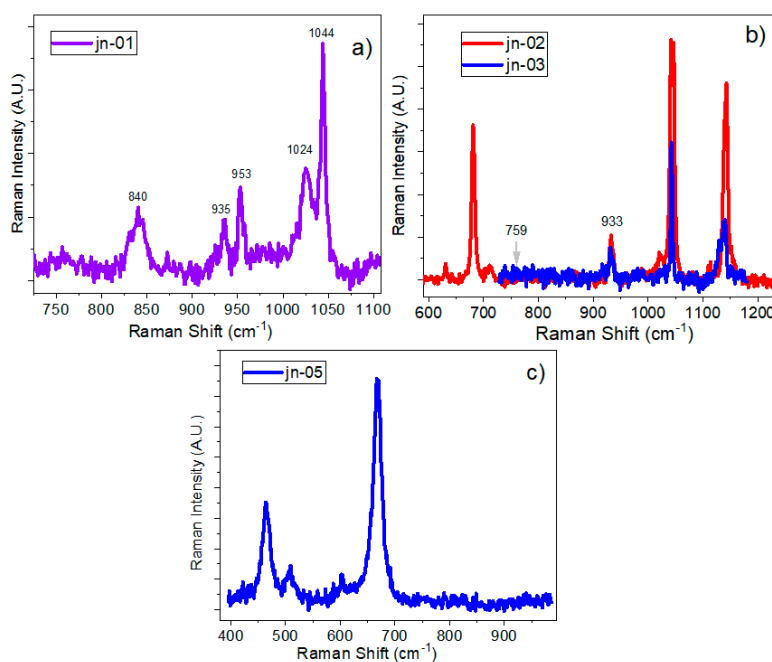 jn-01
a)
1044
1024
953
935
840
Raman Intensity (A.U.)
750 800 850 900 950 1000 1050 1100
Raman Shift (cm-1)
jn-02
jn-03
b)
933
759
Raman Intensity (A.U.)
600 700 800 900 1000 1100 1200
Raman Shift (cm-1)
jn-05
c)
Raman Intensity (A.U.)
400 500 600 700 800 900
Raman Shift (cm-1)